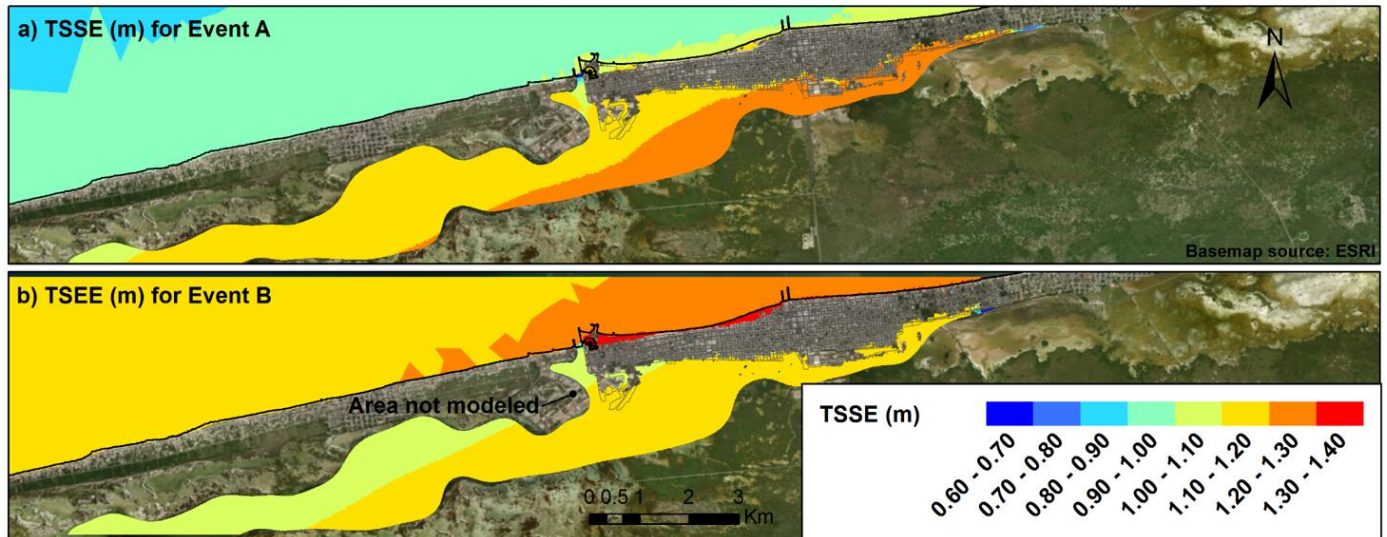 a) TSSE (m) for Event A
N
Basemap source: ESRI
b) TSEE (m) for Event B
Area not modeled
0 0.5 1 2 3
Km
TSSE (m)
0.60 - 0.70
0.70 - 0.80
0.80 - 0.90
0.90 - 1.00
1.00 - 1.10
1.10 - 1.20
1.20 - 1.30
1.30 - 1.40